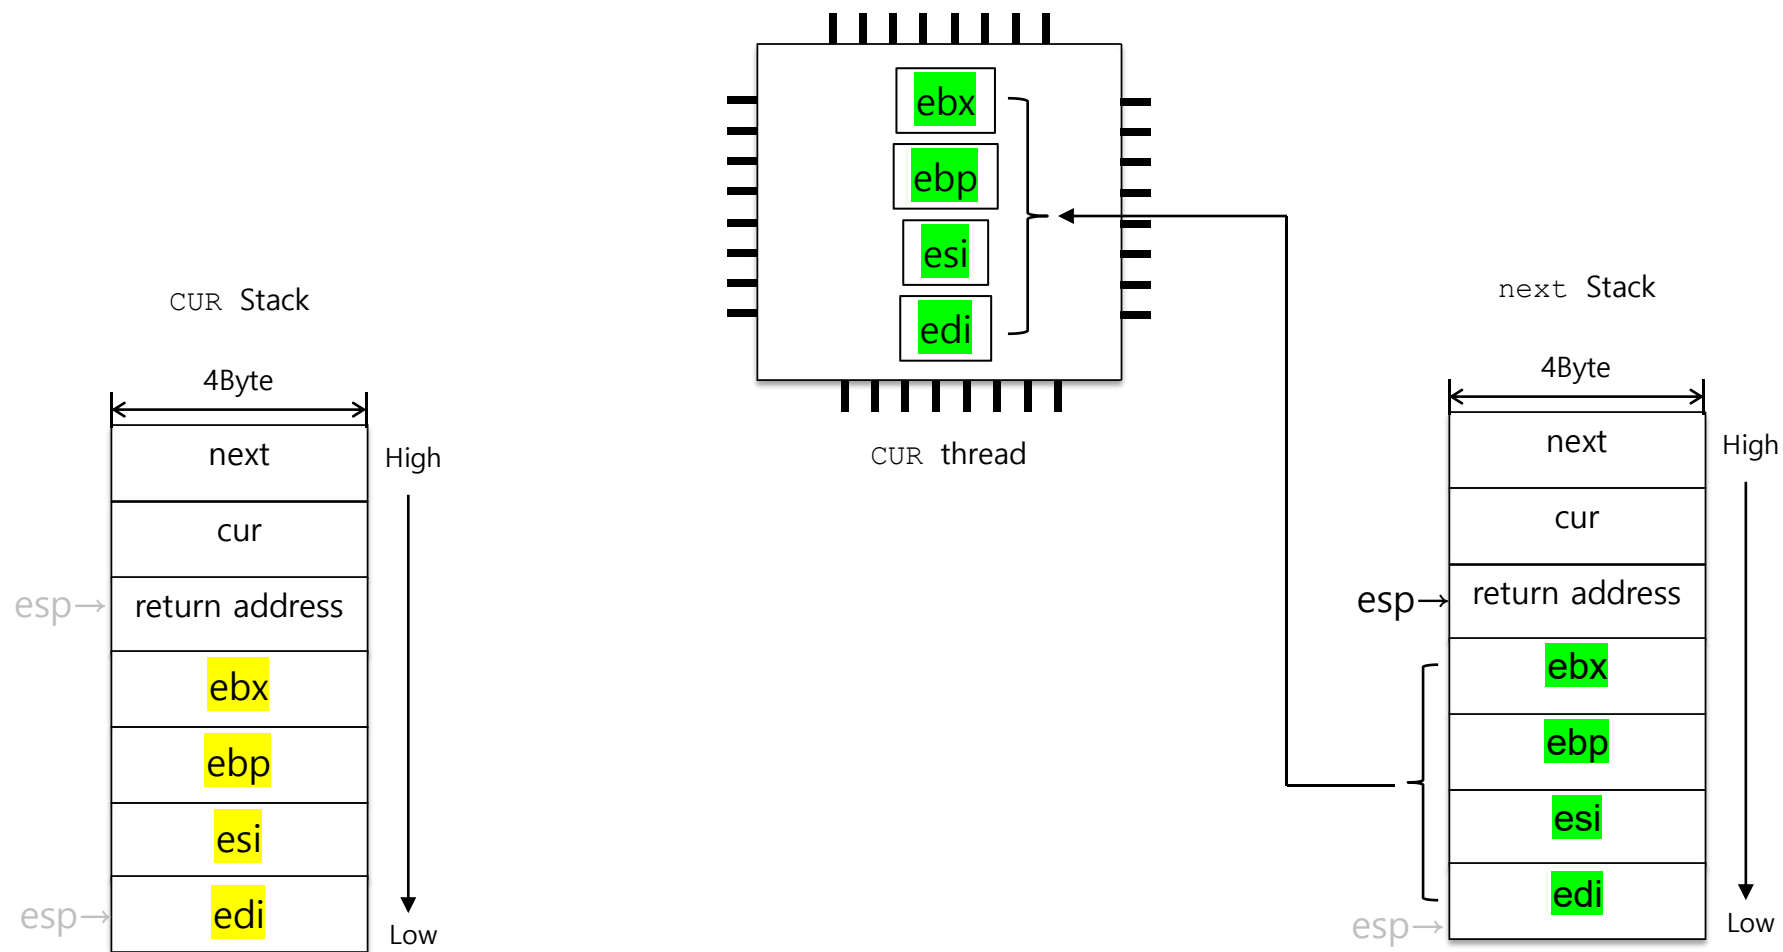 ebx
ebp
esi
edi
CUR thread
CUR Stack
4Byte
next
cur
esp→ return address
ebx
ebp
esi
esp→ edi
High
Low
next Stack
4Byte
next
cur
esp→ return address
ebx
ebp
esi
edi
esp→
High
Low